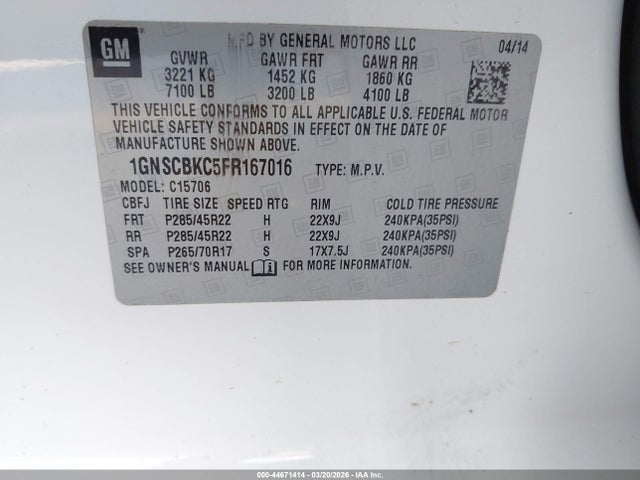 GM
MFD BY GENERAL MOTORS LLC 04/14
GVWR GAWR FRT GAWR RR
3221 KG 1452 KG 1860 KG
7100 LB 3200 LB 4100 LB
THIS VEHICLE CONFORMS TO ALL APPLICABLE U.S. FEDERAL MOTOR
VEHICLE SAFETY STANDARDS IN EFFECT ON THE DATE OF
MANUFACTURE SHOWN ABOVE.
1GNSCBKC5FR167016 TYPE: M.P.V.
MODEL: C15706
CBFJ TIRE SIZE SPEED RTG RIM COLD TIRE PRESSURE
FRT P285/45R22 H 22X9J 240KPA(35PSI)
RR P285/45R22 H 22X9J 240KPA(35PSI)
SPA P265/70R17 S 17X7.5J 240KPA(35PSI)
SEE OWNER'S MANUAL FOR MORE INFORMATION.
000-44671414 - 03/20/2026 - IAA Corp.